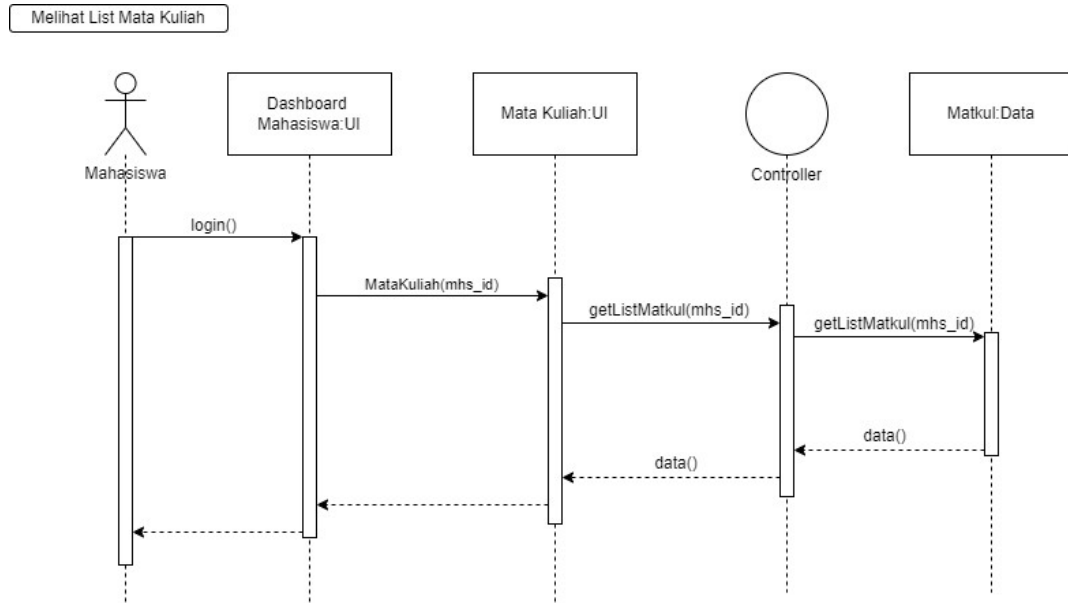 Melihat List Mata Kuliah
Dashboard
Mahasiswa:UI
Mata Kuliah:UI
Matkul:Data
Mahasiswa
Controller
login()
MataKuliah(mhs_id)
getListMatkul(mhs_id)
getListMatkul(mhs_id)
data()
data()